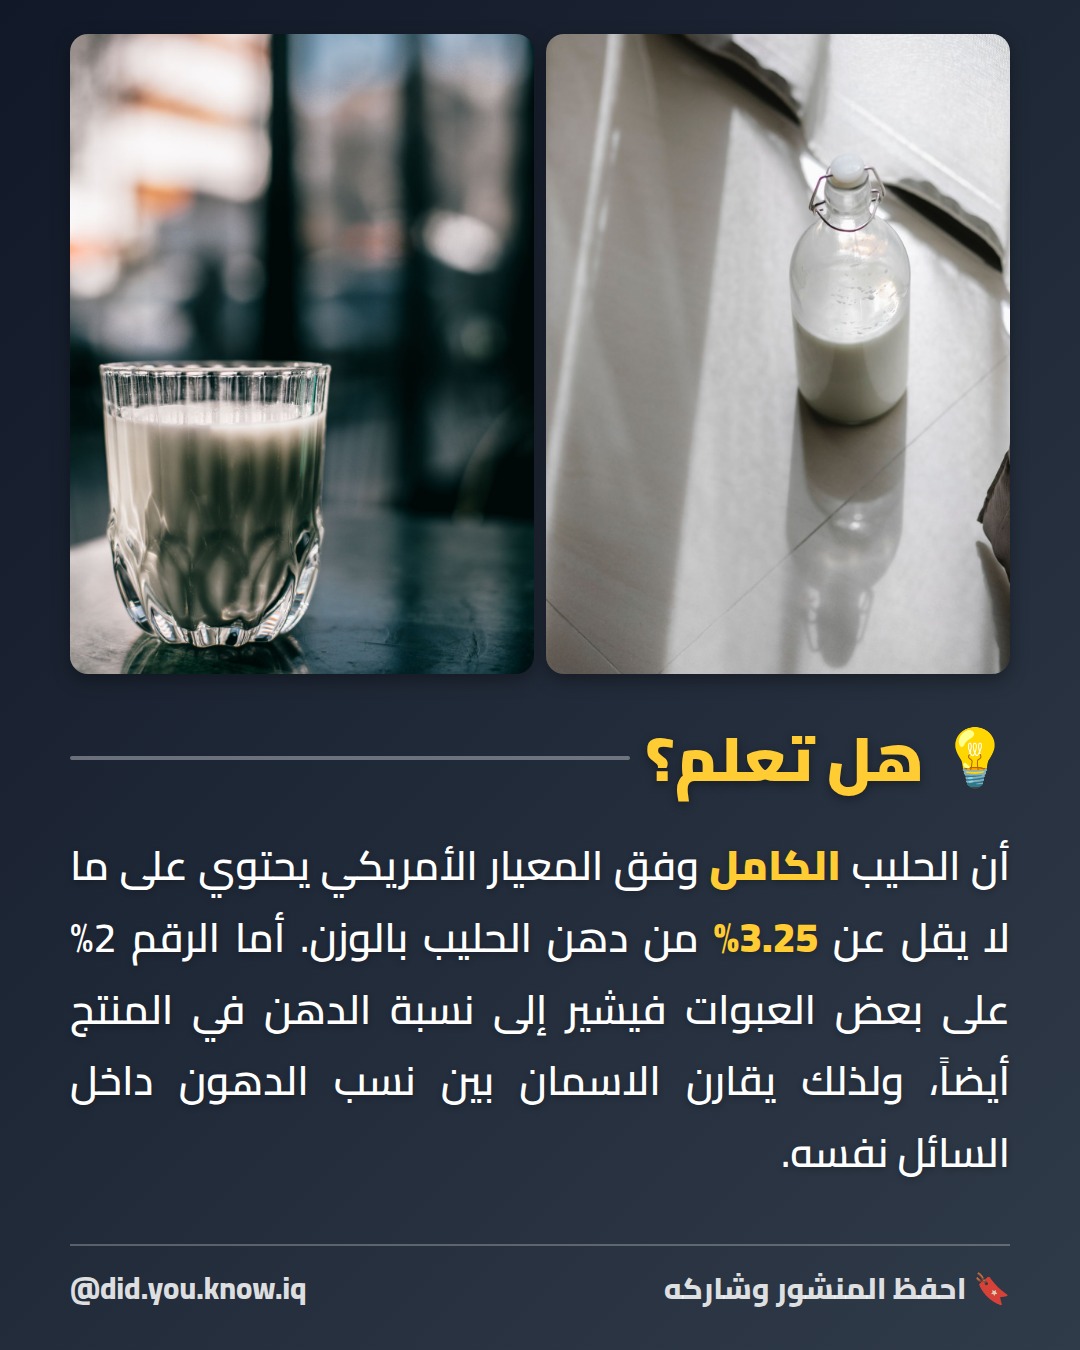 هل تعلم؟
أن الحليب الكامل وفق المعيار الأمريكي يحتوي على ما
لا يقل عن 3.25% من دهن الحليب بالوزن. أما الرقم 2%
على بعض العبوات فيشير إلى نسبة الدهن في المنتج
أيضاً، ولذلك يقارن الاسمان بين نسب الدهون داخل
السائل نفسه.
احفظ المنشور وشاركه
@did.you.know.iq